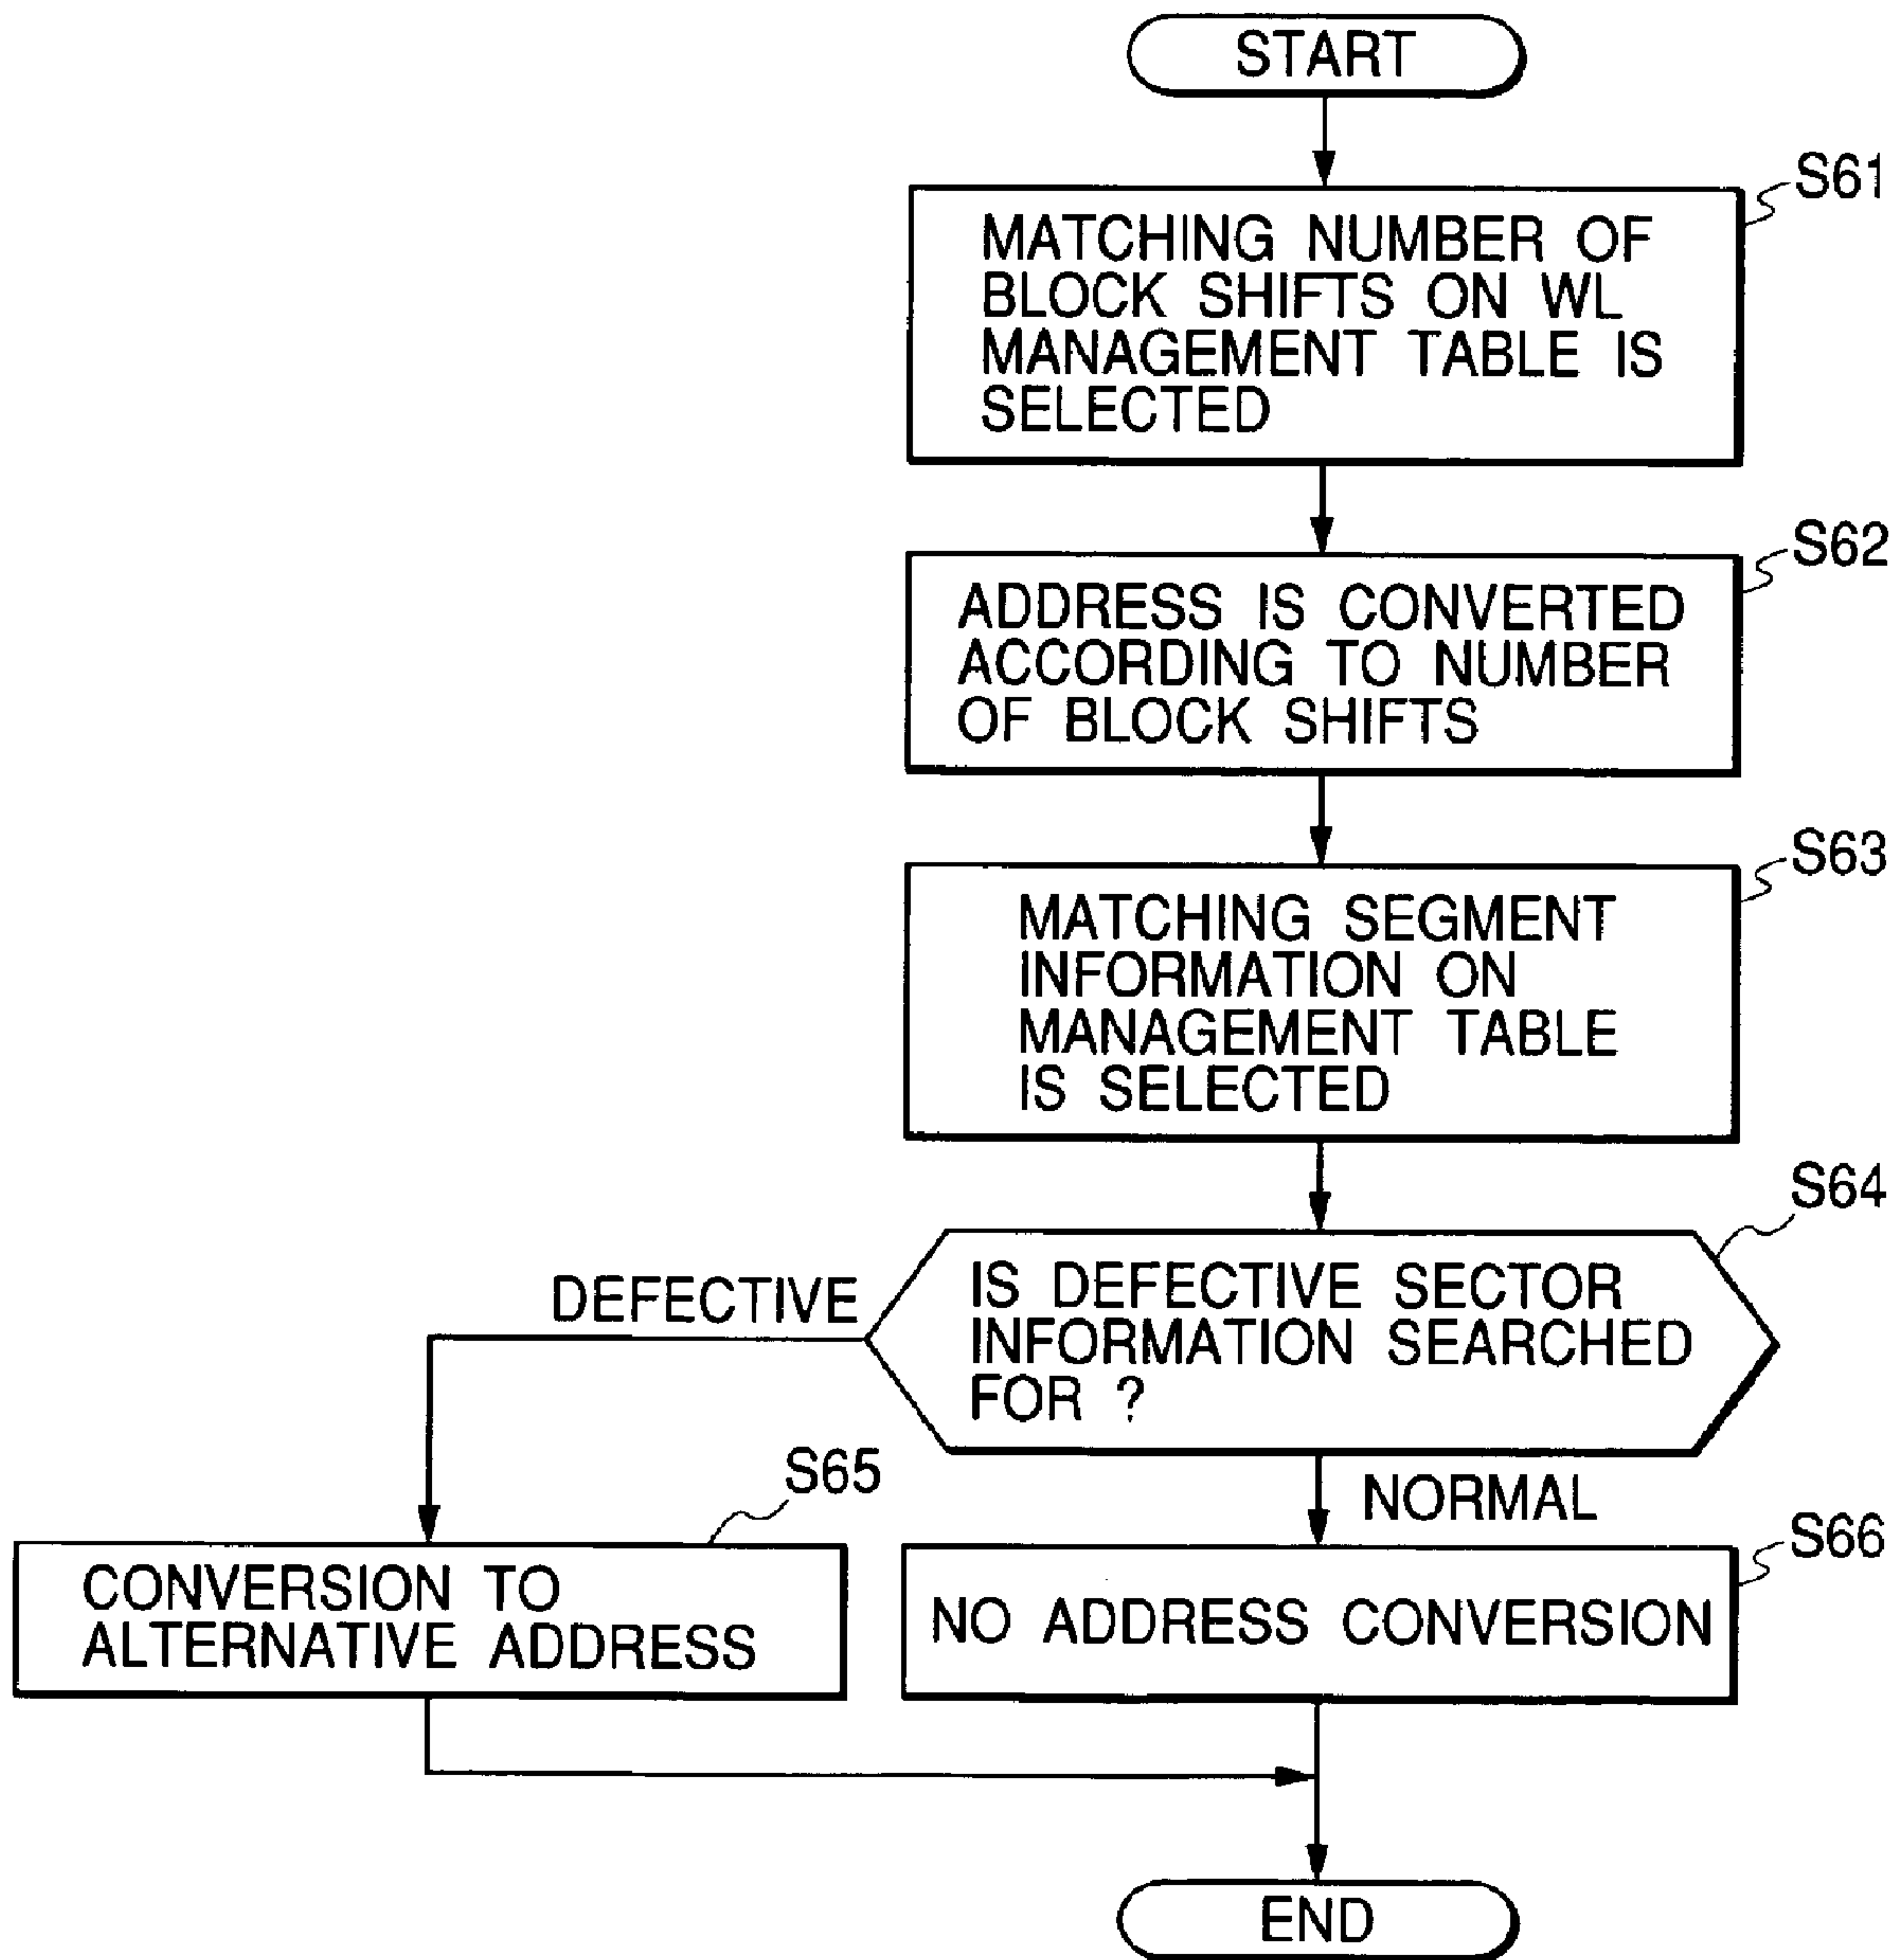 START
S61
MATCHING NUMBER OF
BLOCK SHIFTS ON WL
MANAGEMENT TABLE IS
SELECTED
S62
ADDRESS IS CONVERTED
ACCORDING TO NUMBER
OF BLOCK SHIFTS
S63
MATCHING SEGMENT
INFORMATION ON
MANAGEMENT TABLE
IS SELECTED
S64
IS DEFECTIVE SECTOR
INFORMATION SEARCHED
FOR ?
DEFECTIVE
NORMAL
S65
CONVERSION TO
ALTERNATIVE ADDRESS
S66
NO ADDRESS CONVERSION
END